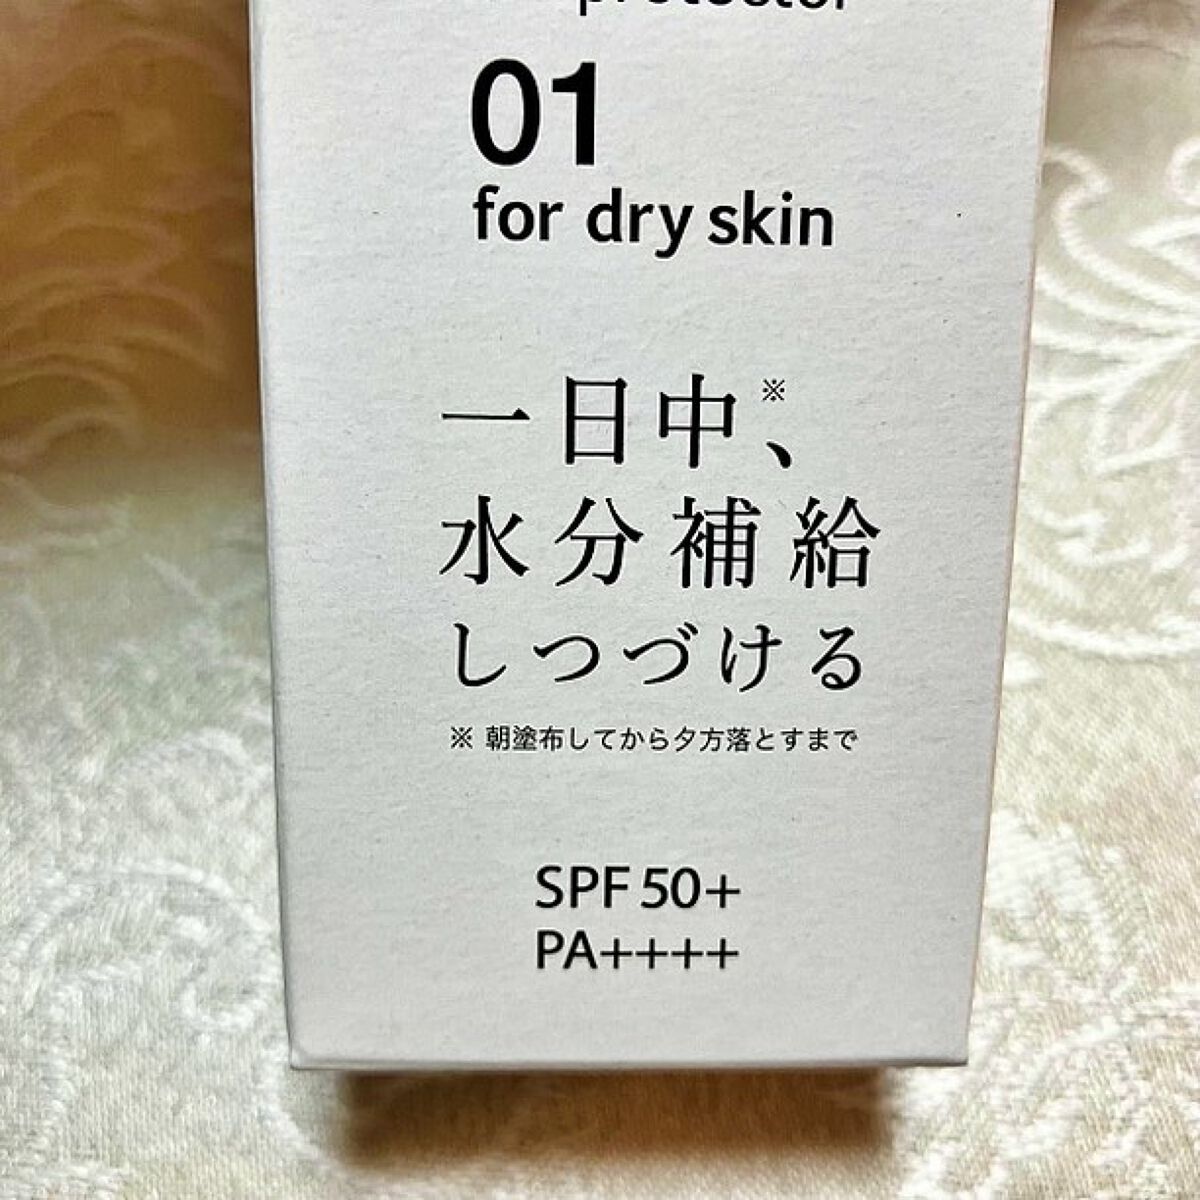 protector
01
for dry skin
一日中※、
水分補給
しつづける
※ 朝塗布してから夕方落とすまで
SPF 50+
PA++++